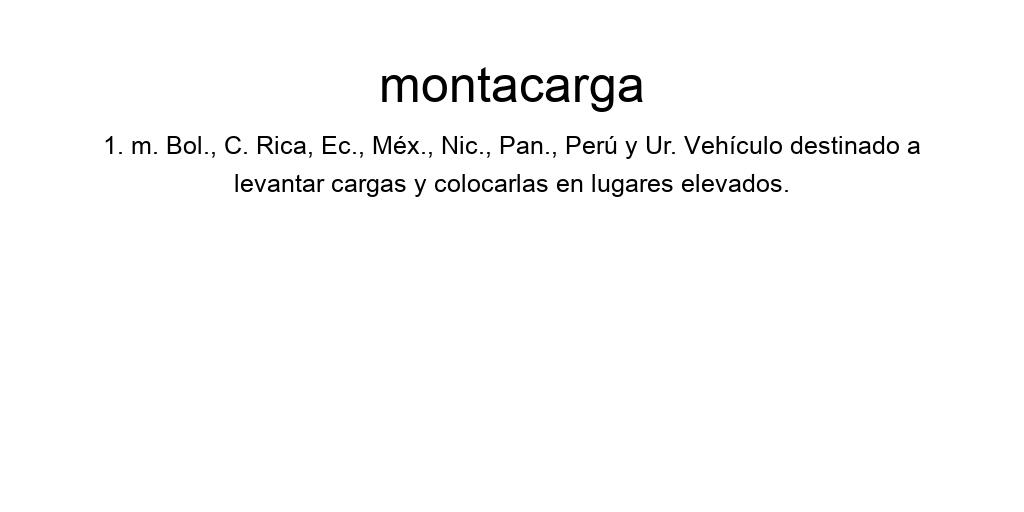 montacarga
1. m. Bol., C. Rica, Ec., Méx., Nic., Pan., Perú y Ur. Vehículo destinado a
levantar cargas y colocarlas en lugares elevados.